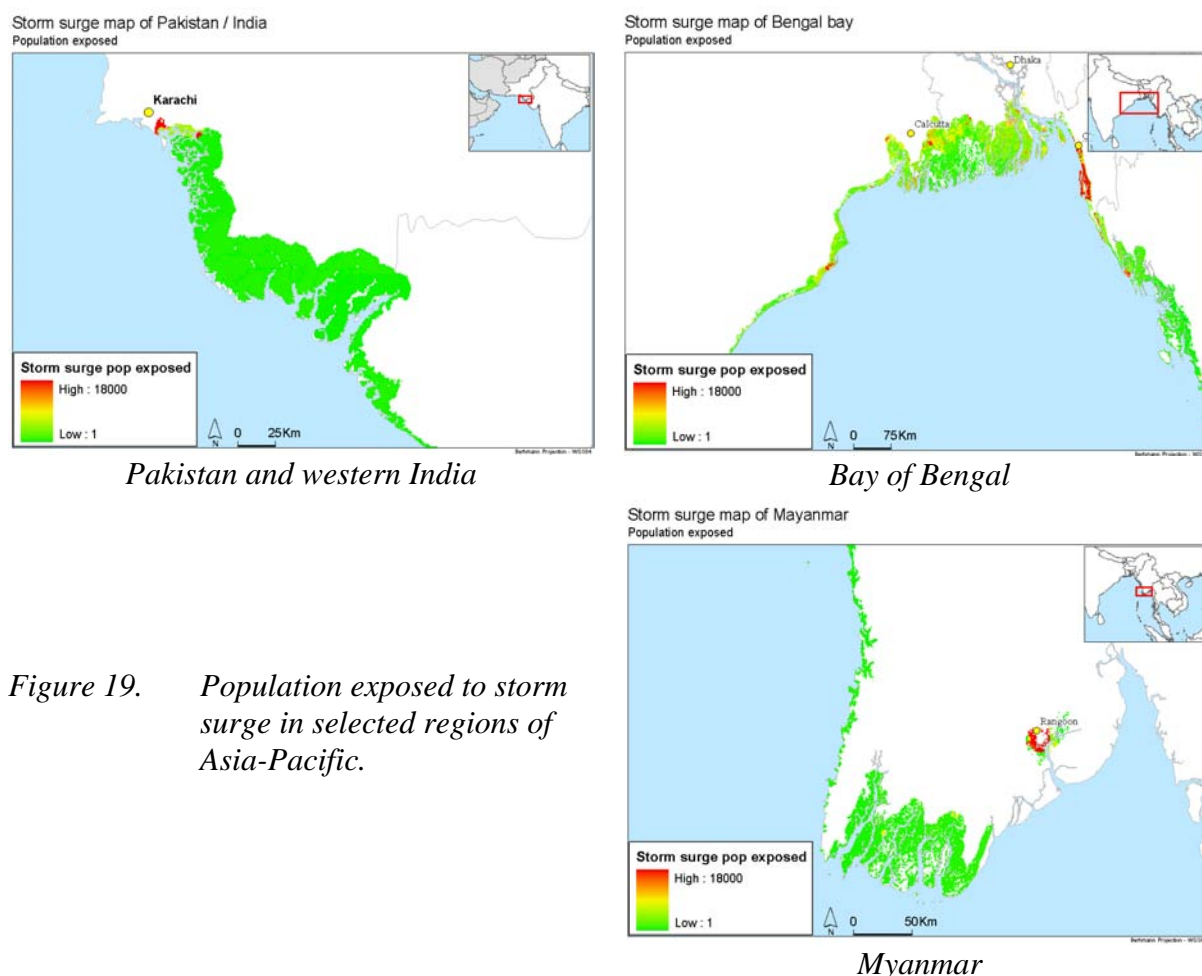 Storm surge map of Pakistan / India
Population exposed
Karachi
Storm surge pop exposed
High : 18000
Low : 1
N
0 25Km
Pakistan and western India
Storm surge map of Bengal bay
Population exposed
Dhaka
Calcutta
Storm surge pop exposed
High : 18000
Low : 1
N
0 75Km
Bay of Bengal
Storm surge map of Mayanmar
Population exposed
Rangoon
Storm surge pop exposed
High : 18000
Low : 1
N
0 50Km
Myanmar
Figure 19. Population exposed to storm
surge in selected regions of
Asia-Pacific.